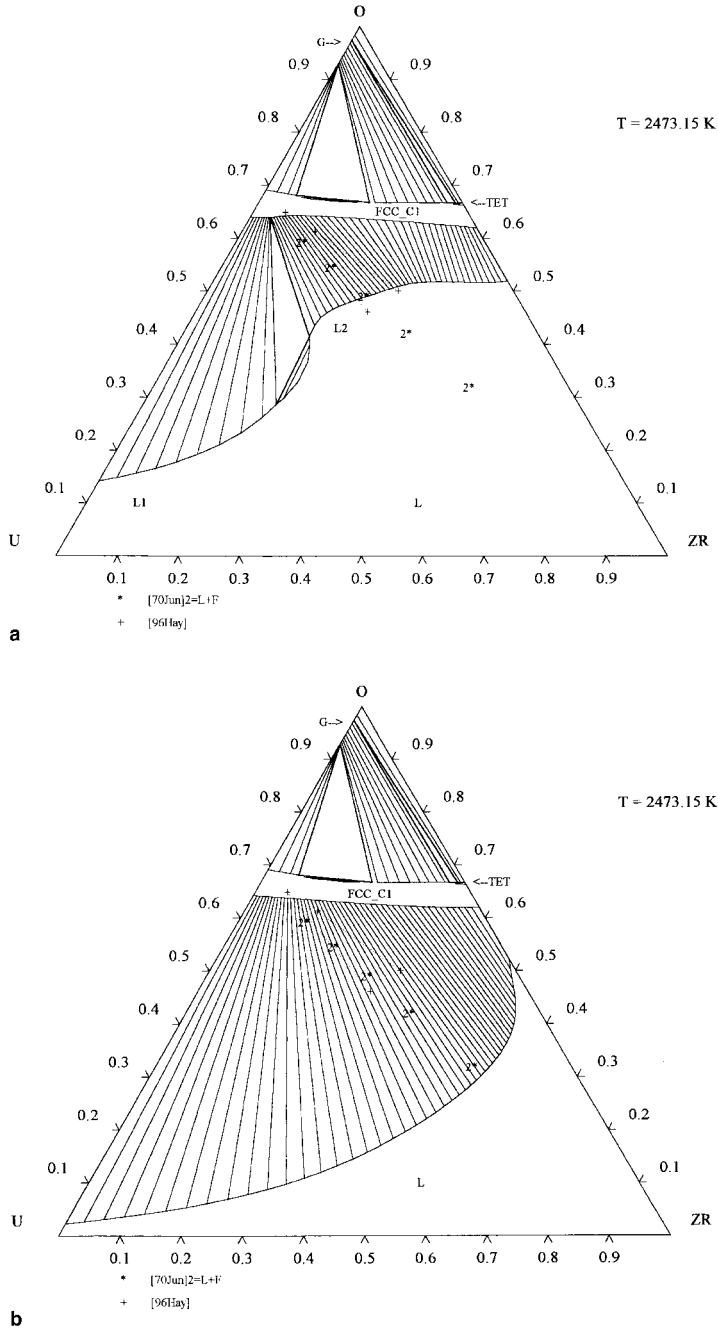 O
G-->
0.9
0.9
0.8
0.8
T = 2473.15 K
0.7
0.7
<--TET
FCC_C1
0.6
0.6
2*
2*
0.5
0.5
2*
L2
2*
0.4
0.4
2*
0.3
0.3
0.2
0.2
0.1
L1
L
0.1
U
ZR
0.1 0.2 0.3 0.4 0.5 0.6 0.7 0.8 0.9
* [70Jun]2=L+F
+ [96Hay]
a
O
G-->
0.9
0.9
0.8
0.8
T = 2473.15 K
0.7
0.7
<--TET
FCC_C1
0.6
0.6
2*
2*
0.5
0.5
2*
2*
0.4
0.4
2*
0.3
0.3
0.2
0.2
0.1
L
0.1
U
ZR
0.1 0.2 0.3 0.4 0.5 0.6 0.7 0.8 0.9
* [70Jun]2=L+F
+ [96Hay]
b